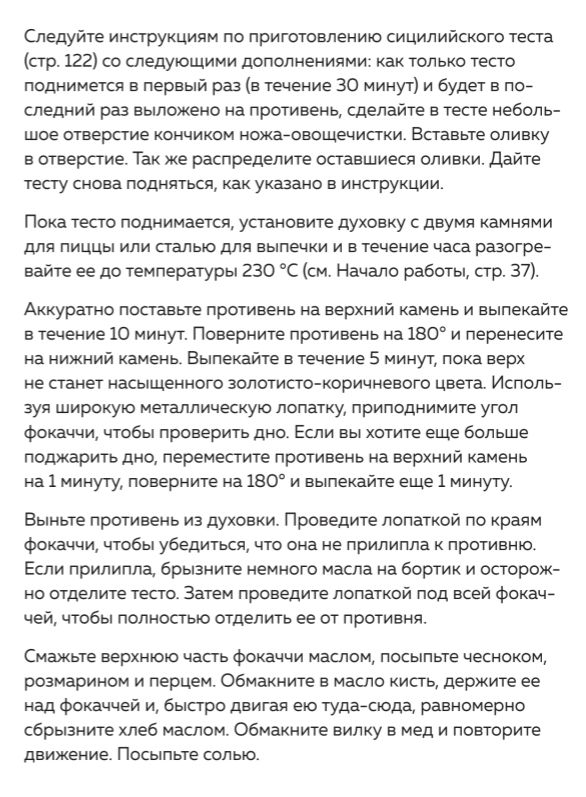 Следуйте инструкциям по приготовлению сицилийского теста
(стр. 122) со следующими дополнениями: как только тесто
поднимется в первый раз (в течение 30 минут) и будет в по-
следний раз выложено на противень, сделайте в тесте неболь-
шое отверстие кончиком ножа-овощечистки. Вставьте оливку
в отверстие. Так же распределите оставшиеся оливки. Дайте
тесту снова подняться, как указано в инструкции.
Пока тесто поднимается, установите духовку с двумя камнями
для пиццы или сталью для выпечки и в течение часа разогре-
вайте ее до температуры 230 °C (см. Начало работы, стр. 37).
Аккуратно поставьте противень на верхний камень и выпекайте
в течение 10 минут. Поверните противень на 180° и перенесите
на нижний камень. Выпекайте в течение 5 минут, пока верх
не станет насыщенного золотисто-коричневого цвета. Исполь-
зуя широкую металлическую лопатку, приподнимите угол
фокаччи, чтобы проверить дно. Если вы хотите еще больше
поджарить дно, переместите противень на верхний камень
на 1 минуту, поверните на 180° и выпекайте еще 1 минуту.
Выньте противень из духовки. Проведите лопаткой по краям
фокаччи, чтобы убедиться, что она не прилипла к противню.
Если прилипла, брызните немного масла на бортик и осторож-
но отделите тесто. Затем проведите лопаткой под всей фокач-
чей, чтобы полностью отделить ее от противня.
Смажьте верхнюю часть фокаччи маслом, посыпьте чесноком,
розмарином и перцем. Обмакните в масло кисть, держите ее
над фокаччей и, быстро двигая ею туда-сюда, равномерно
сбрызните хлеб маслом. Обмакните вилку в мед и повторите
движение. Посыпьте солью.